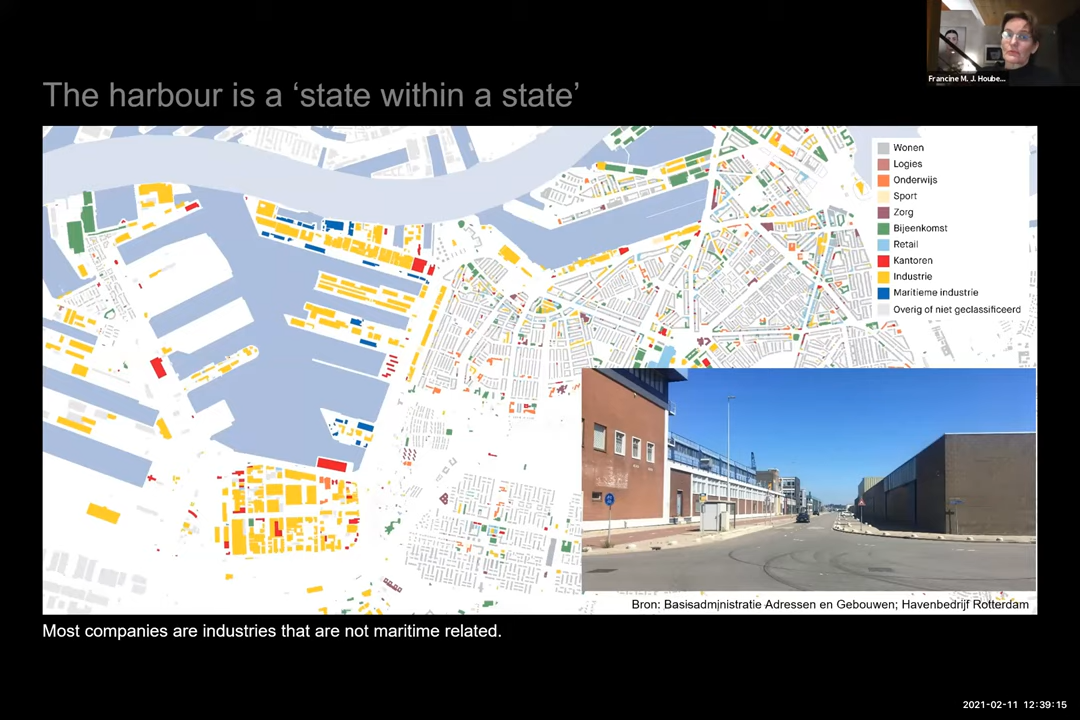 Francine M. J. Hoube...
The harbour is a ‘state within a state’
Wonen
Logies
Onderwijs
Sport
Zorg
Bijeenkomst
Retail
Kantoren
Industrie
Maritieme industrie
Overig of niet geclassificeerd
Bron: Basisadministratie Adressen en Gebouwen; Havenbedrijf Rotterdam
Most companies are industries that are not maritime related.
2021-02-11 12:39:15